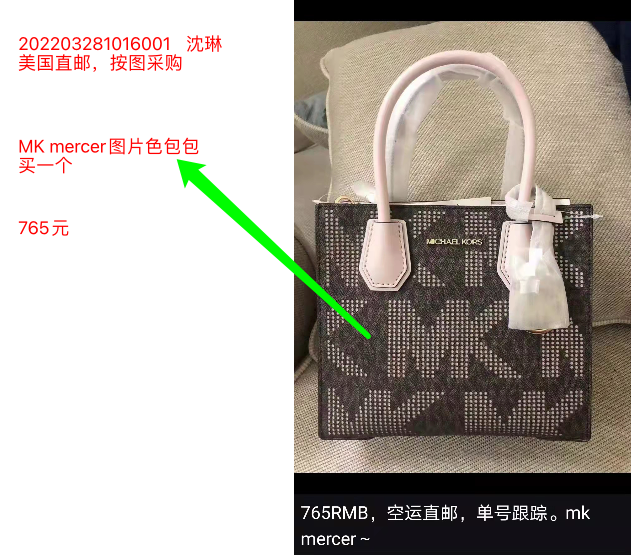 202203281016001 沈琳
美国直邮，按图采购
MK mercer图片色包包
买一个
765元
MICHAEL KORS
MK
765RMB，空运直邮，单号跟踪。mk
mercer~